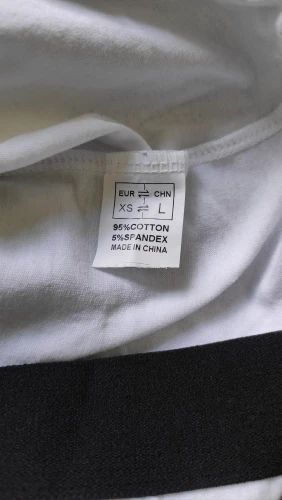 EUR ⇌ CHN
XS ⇌ L
95%COTTON
5%SPANDEX
MADE IN CHINA